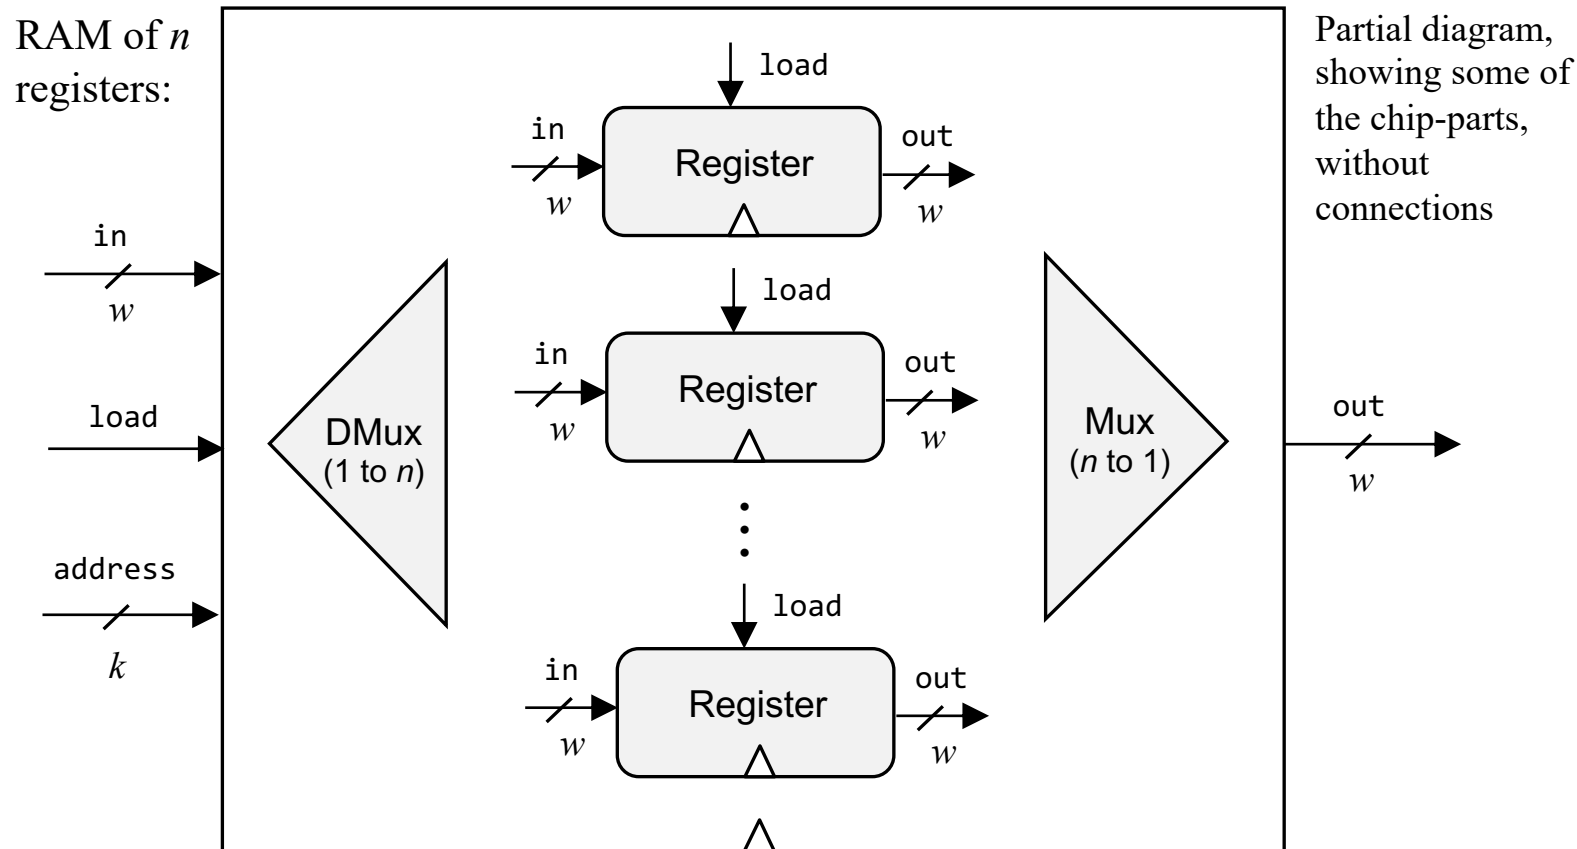 RAM of n
registers:
Partial diagram,
showing some of
the chip-parts,
without
connections
in
w
load
address
k
DMux
(1 to n)
load
in
w
Register
out
w
load
in
w
Register
out
w
load
in
w
Register
out
w
Mux
(n to 1)
out
w